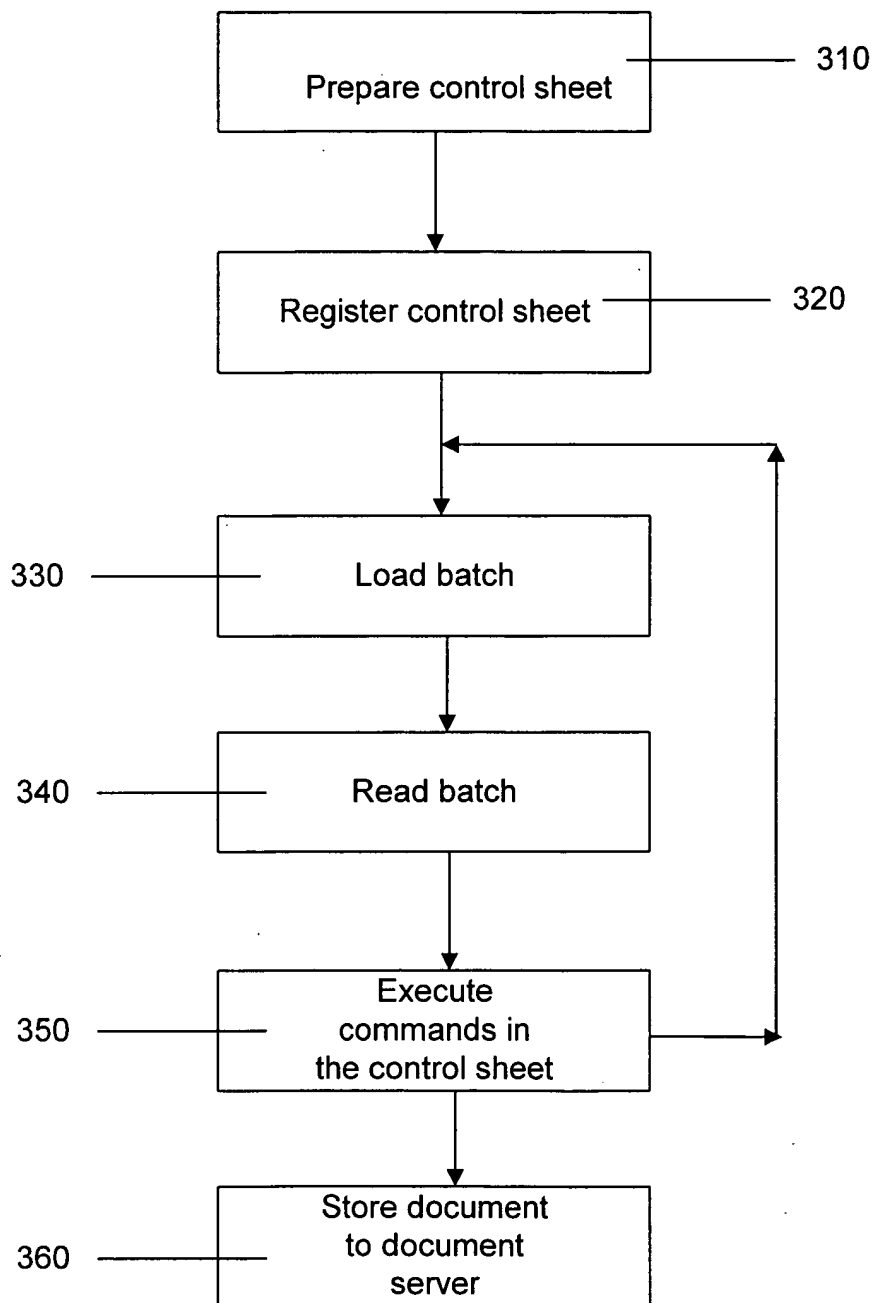 310
Prepare control sheet
320
Register control sheet
330
Load batch
340
Read batch
350
Execute
commands in
the control sheet
360
Store document
to document
server